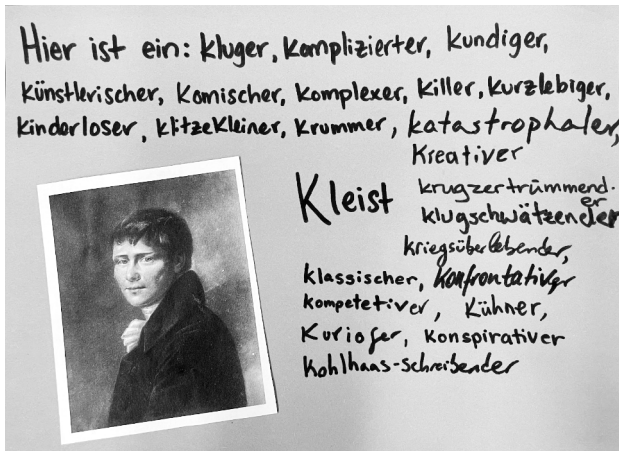 Hier ist ein: kluger, komplizierter, kundiger,
künstlerischer, komischer, komplexer, killer, kurzlebiger,
kinderloser, klitzekleiner, krummer, katastrophaler,
kreativer
Kleist krugzertrümmernd.
er
klugschwätzender
kriegsüberlebender,
klassischer, konfrontativer
kompetetiver, Kühner,
Kurioser, konspirativer
Kohlhaas-schreibender